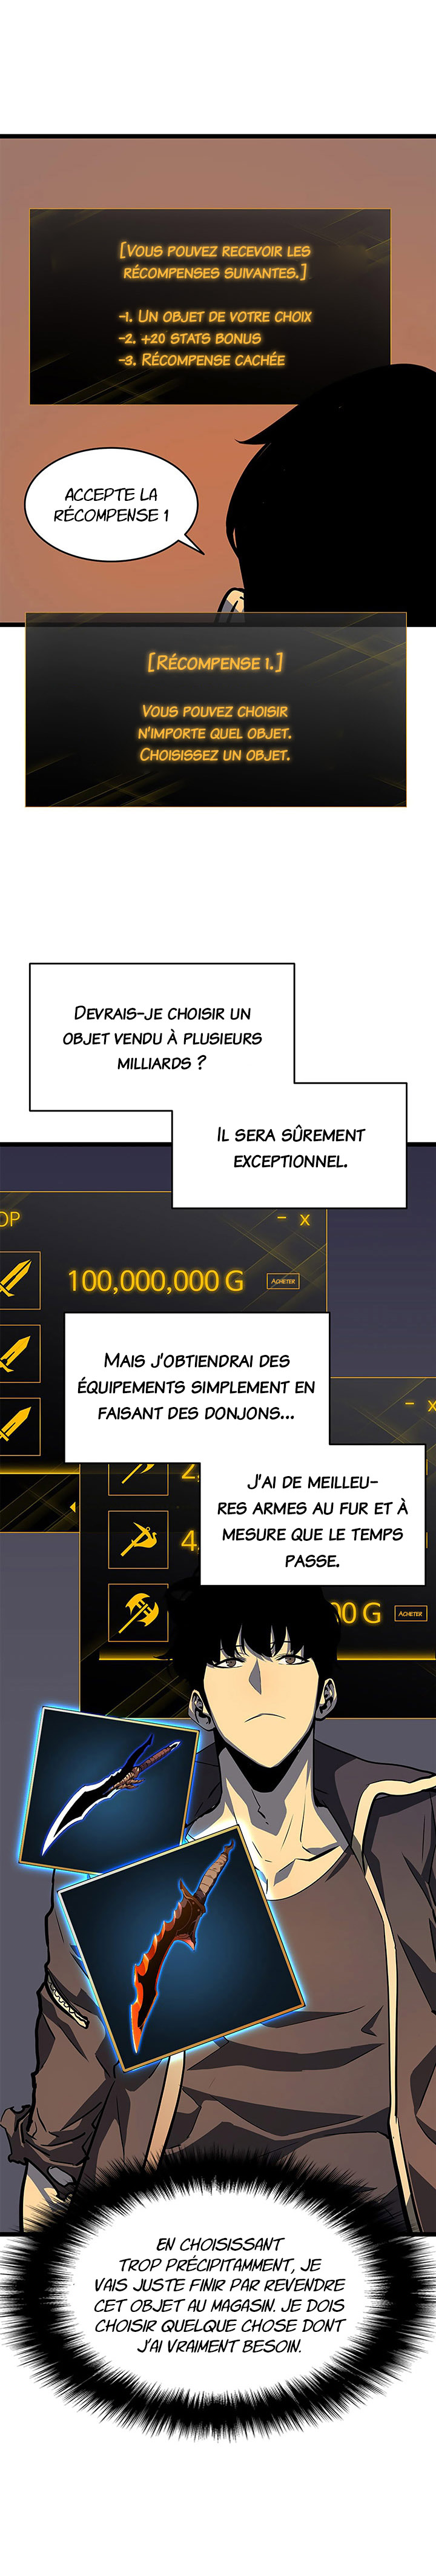 [Vous pouvez recevoir les
récompenses suivantes.]
-1. Un objet de votre choix
-2. +20 stats bonus
-3. Récompense cachée
ACCEPTE LA
RÉCOMPENSE 1
[Récompense 1.]
Vous pouvez choisir
n'importe quel objet.
Choisissez un objet.
Devrais-je choisir un
objet vendu à plusieurs
milliards ?
Il sera sûrement
exceptionnel.
OP
- x
100,000,000 G
Acheter
Mais j'obtiendrai des
équipements simplement en
faisant des donjons...
- x
J'ai de meilleu-
res armes au fur et à
mesure que le temps
passe.
2,
4,
00 G
Acheter
EN CHOISISSANT
TROP PRÉCIPITAMMENT, JE
VAIS JUSTE FINIR PAR REVENDRE
CET OBJET AU MAGASIN. JE DOIS
CHOISIR QUELQUE CHOSE DONT
J'AI VRAIMENT BESOIN.